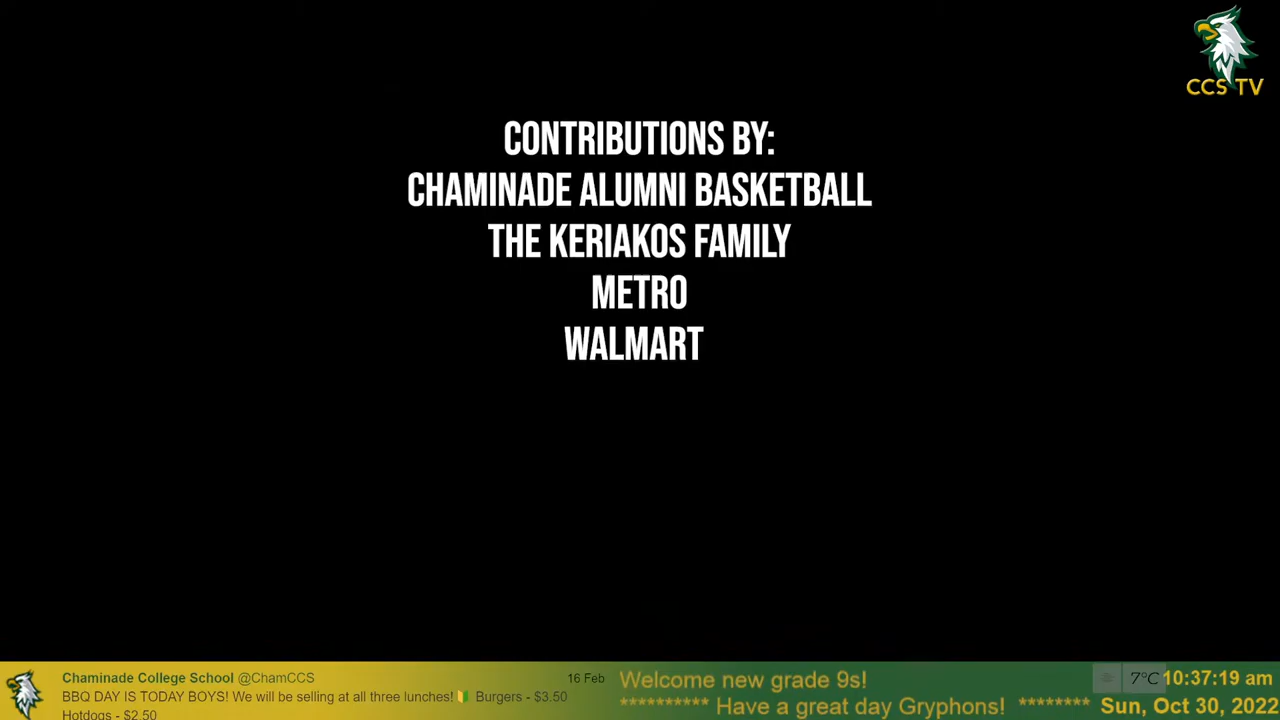 CCS TV
CONTRIBUTIONS BY:
CHAMINADE ALUMNI BASKETBALL
THE KERIAKOS FAMILY
METRO
WALMART
Chaminade College School @ChamCCS 16 Feb
BBQ DAY IS TODAY BOYS! We will be selling at all three lunches! 🔰 Burgers - $3.50
Hotdogs - $2.50
Welcome new grade 9s!
********** Have a great day Gryphons! ********
7°C 10:37:19 am
Sun, Oct 30, 2022